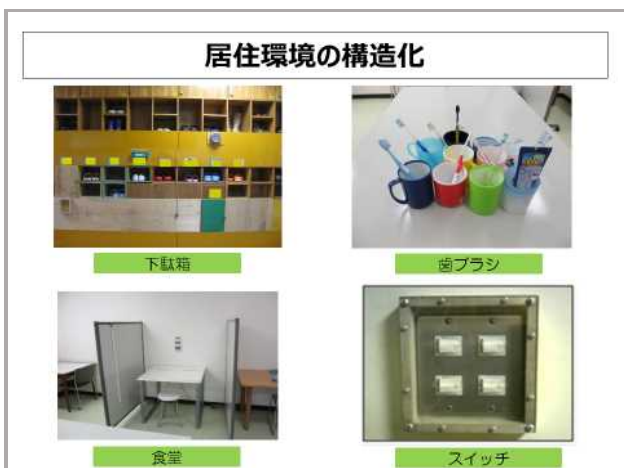 居住環境の構造化
下駄箱
歯ブラシ
食堂
スイッチ